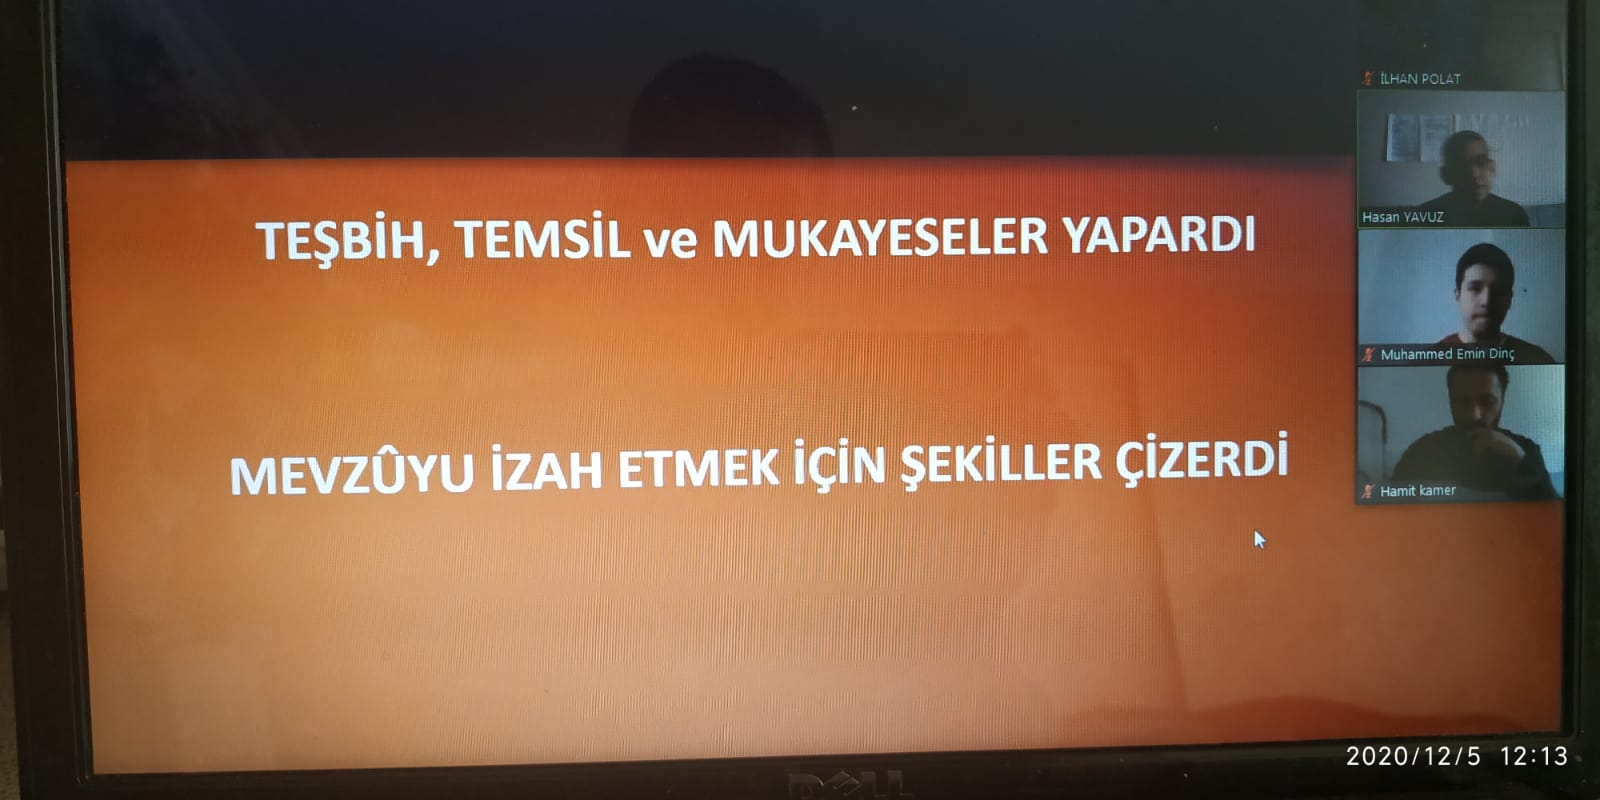 İLHAN POLAT
Hasan YAVUZ
Muhammed Emin Dinç
Hamit kamer
TEŞBİH, TEMSİL ve MUKAYESELER YAPARDI
MEVZÛYU İZAH ETMEK İÇİN ŞEKİLLER ÇİZERDİ
DELL
2020/12/5 12:13